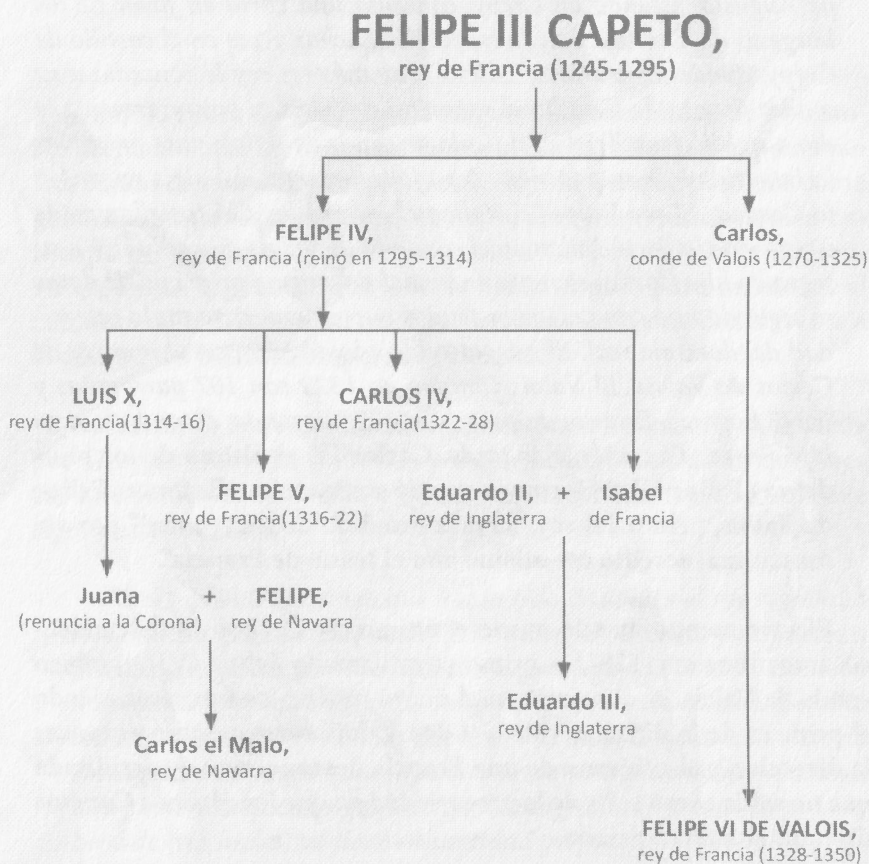 FELIPE III CAPETO,
rey de Francia (1245-1295)
FELIPE IV,
rey de Francia (reinó en 1295-1314)
Carlos,
conde de Valois (1270-1325)
LUIS X,
rey de Francia(1314-16)
CARLOS IV,
rey de Francia(1322-28)
FELIPE V,
rey de Francia(1316-22)
Eduardo II, + Isabel
rey de Inglaterra de Francia
Juana + FELIPE,
(renuncia a la Corona) rey de Navarra
Eduardo III,
rey de Inglaterra
Carlos el Malo,
rey de Navarra
FELIPE VI DE VALOIS,
rey de Francia (1328-1350)